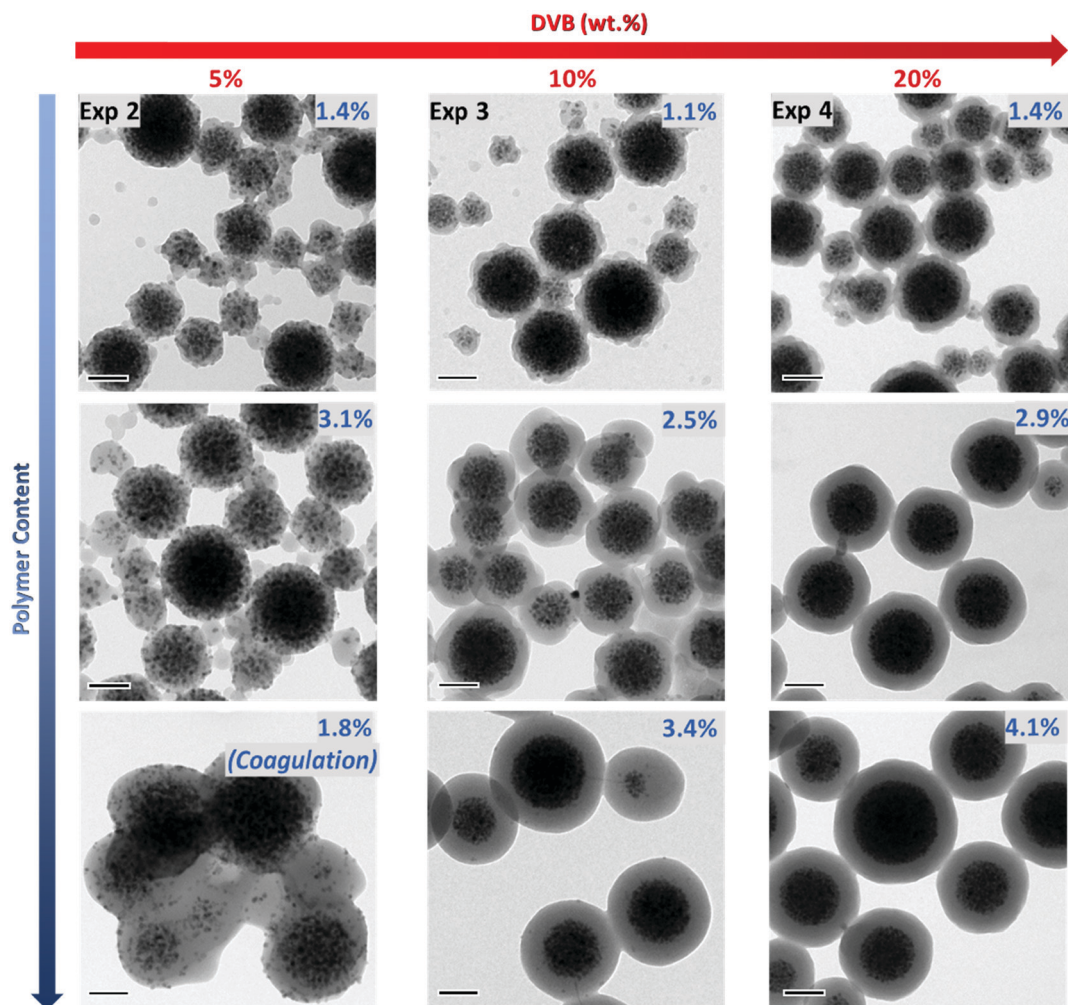 DVB (wt.%)
5%
10%
20%
Exp 2
1.4%
Exp 3
1.1%
Exp 4
1.4%
Polymer Content
3.1%
2.5%
2.9%
1.8%
(Coagulation)
3.4%
4.1%